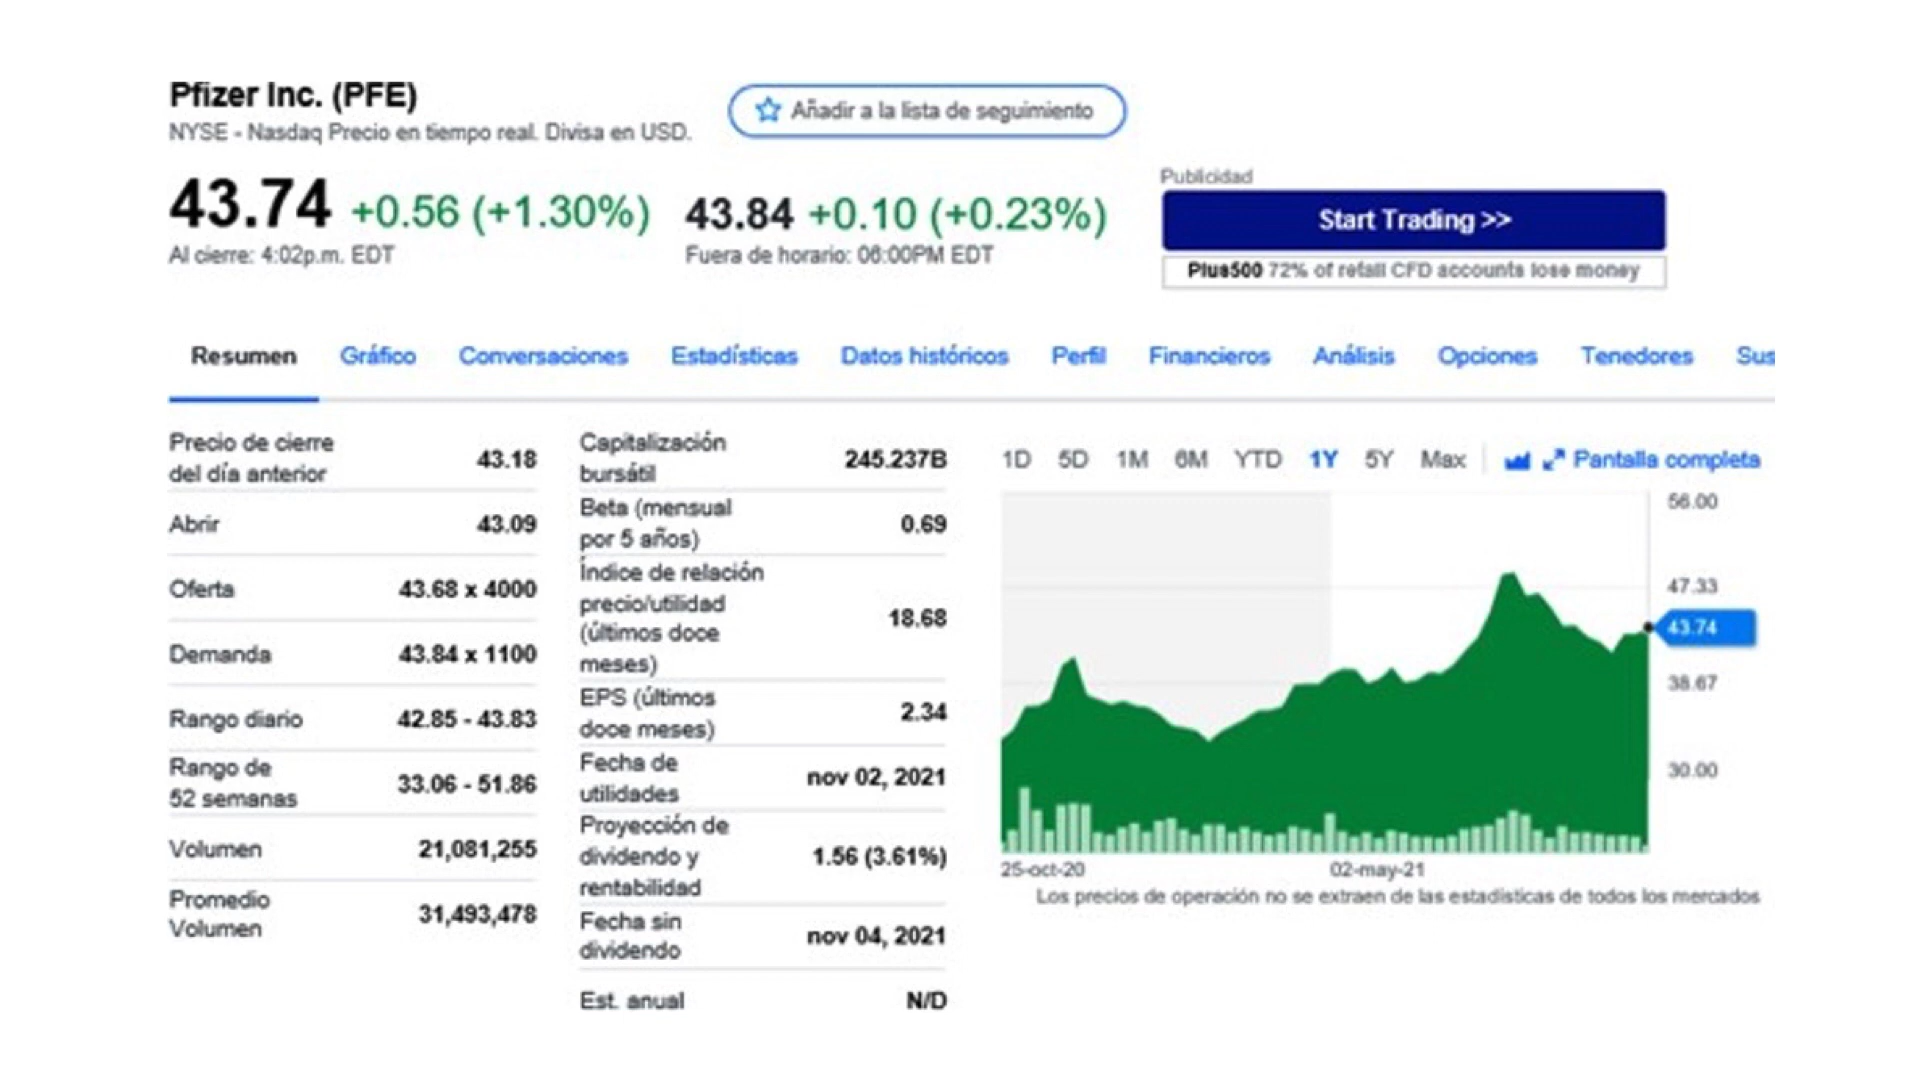 Pfizer Inc. (PFE)
NYSE - Nasdaq Precio en tiempo real. Divisa en USD.
Añadir a la lista de seguimiento
43.74 +0.56 (+1.30%)
Al cierre: 4:02p.m. EDT
43.84 +0.10 (+0.23%)
Fuera de horario: 06:00PM EDT
Publicidad
Start Trading >>
Plus500 72% of retail CFD accounts lose money
Resumen Gráfico Conversaciones Estadísticas Datos históricos Perfil Financieros Análisis Opciones Tenedores Sus
Precio de cierre
del día anterior
43.18
Abrir 43.09
Oferta 43.68 x 4000
Demanda 43.84 x 1100
Rango diario 42.85 - 43.83
Rango de
52 semanas
33.06 - 51.86
Volumen 21,081,255
Promedio
Volumen
31,493,478
Capitalización
bursátil
245.237B
Beta (mensual
por 5 años)
0.69
Índice de relación
precio/utilidad
(últimos doce
meses)
18.68
EPS (últimos
doce meses)
2.34
Fecha de
utilidades
nov 02, 2021
Proyección de
dividendo y
rentabilidad
1.56 (3.61%)
Fecha sin
dividendo
nov 04, 2021
Est. anual N/D
1D 5D 1M 6M YTD 1Y 5Y Max Pantalla completa
56.00
47.33
43.74
38.67
30.00
25-oct-20 02-may-21
Los precios de operación no se extraen de las estadísticas de todos los mercados